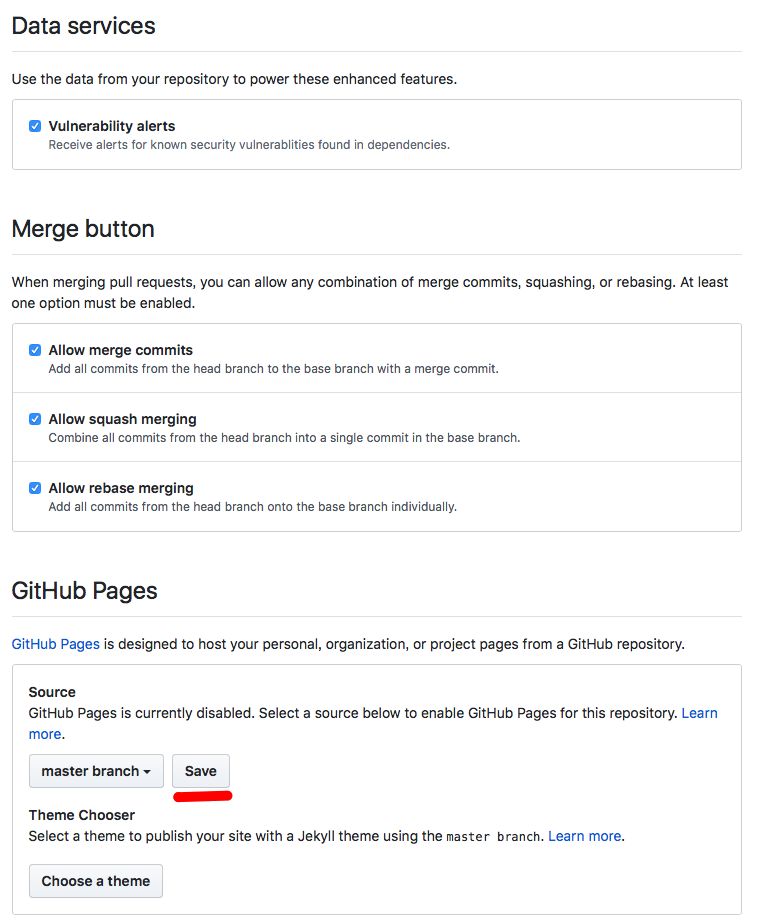 Data services
Use the data from your repository to power these enhanced features.
Vulnerability alerts
Receive alerts for known security vulnerablities found in dependencies.
Merge button
When merging pull requests, you can allow any combination of merge commits, squashing, or rebasing. At least
one option must be enabled.
Allow merge commits
Add all commits from the head branch to the base branch with a merge commit.
Allow squash merging
Combine all commits from the head branch into a single commit in the base branch.
Allow rebase merging
Add all commits from the head branch onto the base branch individually.
GitHub Pages
GitHub Pages is designed to host your personal, organization, or project pages from a GitHub repository.
Source
GitHub Pages is currently disabled. Select a source below to enable GitHub Pages for this repository. Learn
more.
master branch Save
Theme Chooser
Select a theme to publish your site with a Jekyll theme using the master branch. Learn more.
Choose a theme